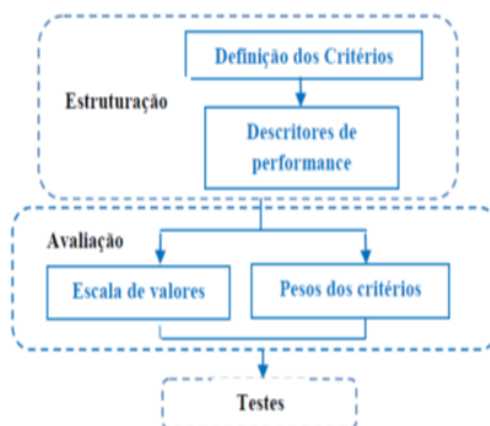 Definição dos Critérios
Estruturação
Descritores de
performance
Avaliação
Escala de valores
Pesos dos critérios
Testes